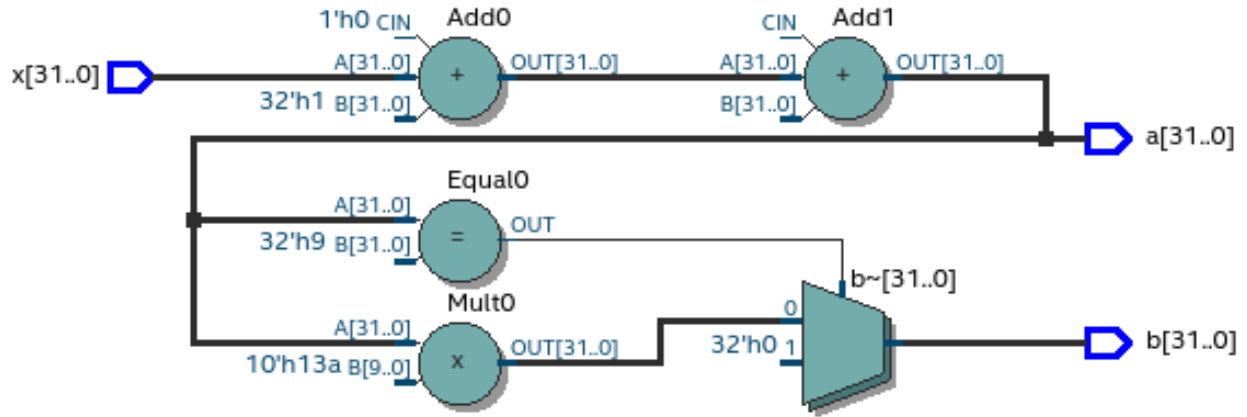 Add0
Add1
1'h0 CIN
CIN
x[31..0]
A[31..0]
+
OUT[31..0]
A[31..0]
+
OUT[31..0]
32'h1 B[31..0]
B[31..0]
a[31..0]
Equal0
A[31..0]
=
OUT
32'h9 B[31..0]
b~[31..0]
Mult0
0
A[31..0]
x
OUT[31..0]
32'h0 1
b[31..0]
10'h13a B[9..0]